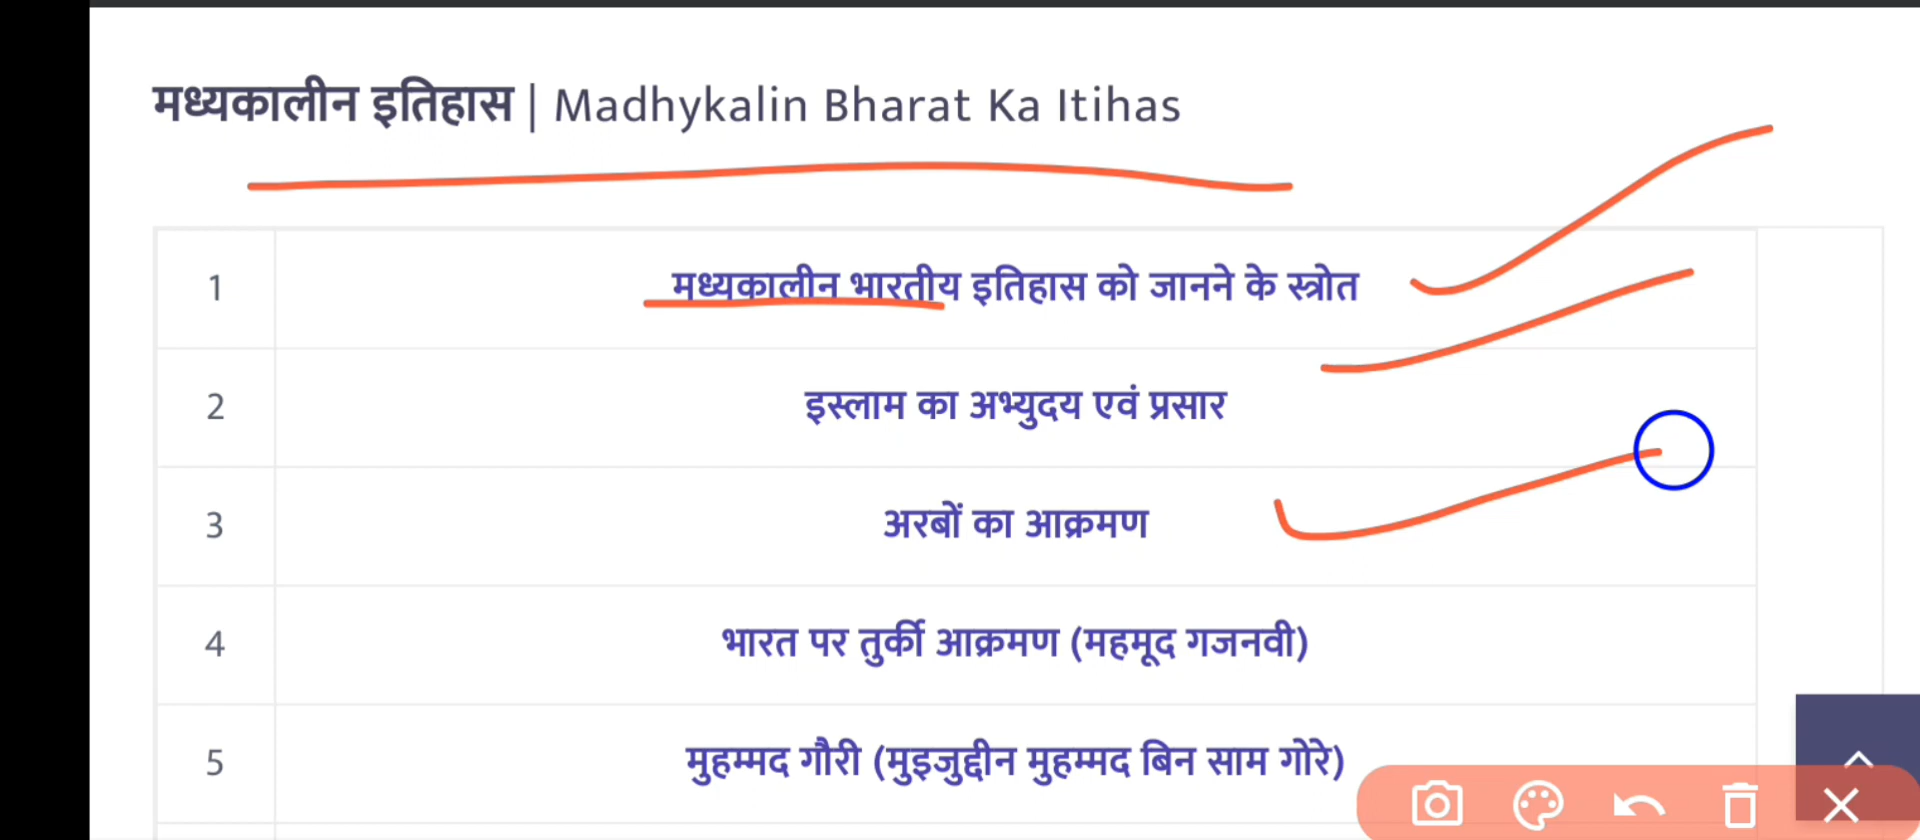 मध्यकालीन इतिहास | Madhykalin Bharat Ka Itihas
1 मध्यकालीन भारतीय इतिहास को जानने के स्त्रोत
2 इस्लाम का अभ्युदय एवं प्रसार
3 अरबों का आक्रमण
4 भारत पर तुर्की आक्रमण (महमूद गजनवी)
5 मुहम्मद गौरी (मुइजुद्दीन मुहम्मद बिन साम गोरे)